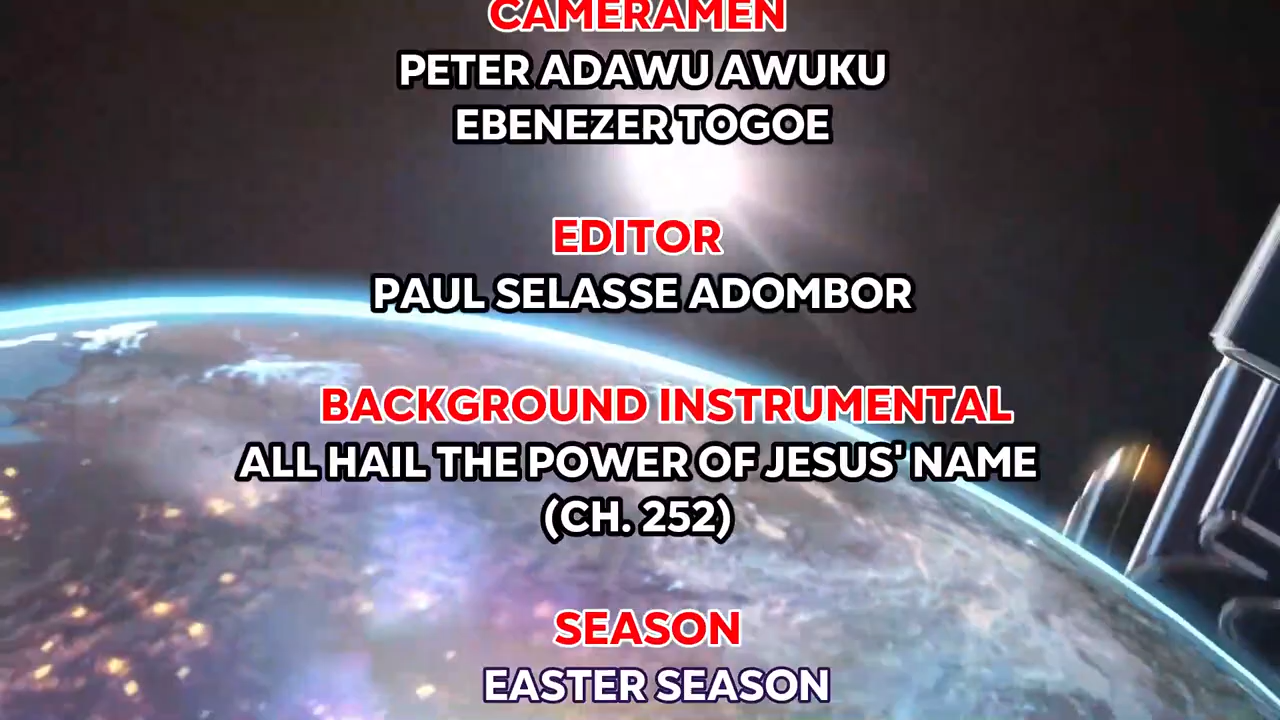 CAMERAMEN
PETER ADAWU AWUKU
EBENEZER TOGOE
EDITOR
PAUL SELASSE ADOMBOR
BACKGROUND INSTRUMENTAL
ALL HAIL THE POWER OF JESUS' NAME
(CH. 252)
SEASON
EASTER SEASON